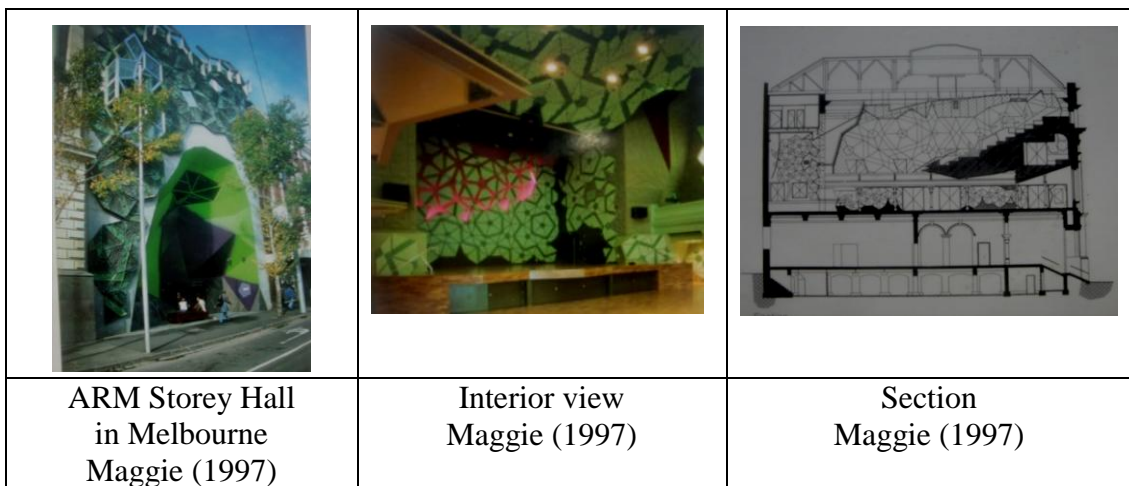 ARM Storey Hall
in Melbourne
Maggie (1997)
Interior view
Maggie (1997)
Section
Maggie (1997)